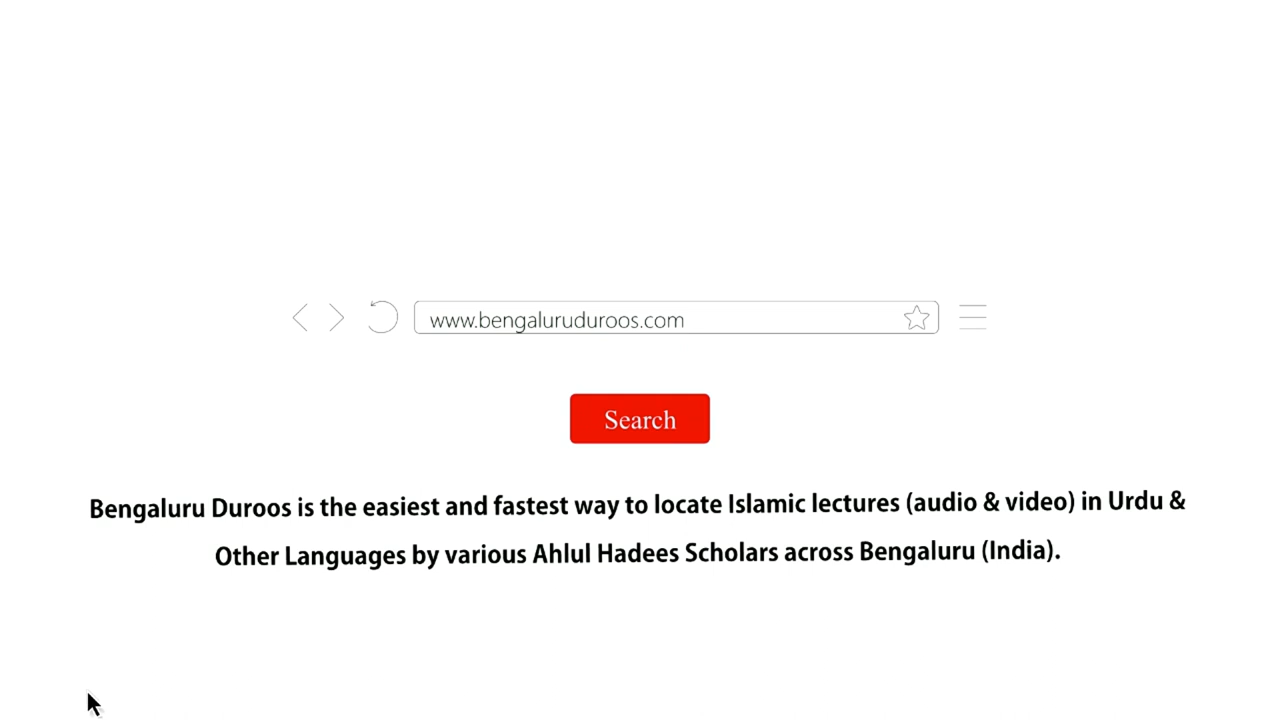 www.bengaluruduroos.com
Search
Bengaluru Duroos is the easiest and fastest way to locate Islamic lectures (audio & video) in Urdu &
Other Languages by various Ahlul Hadees Scholars across Bengaluru (India).